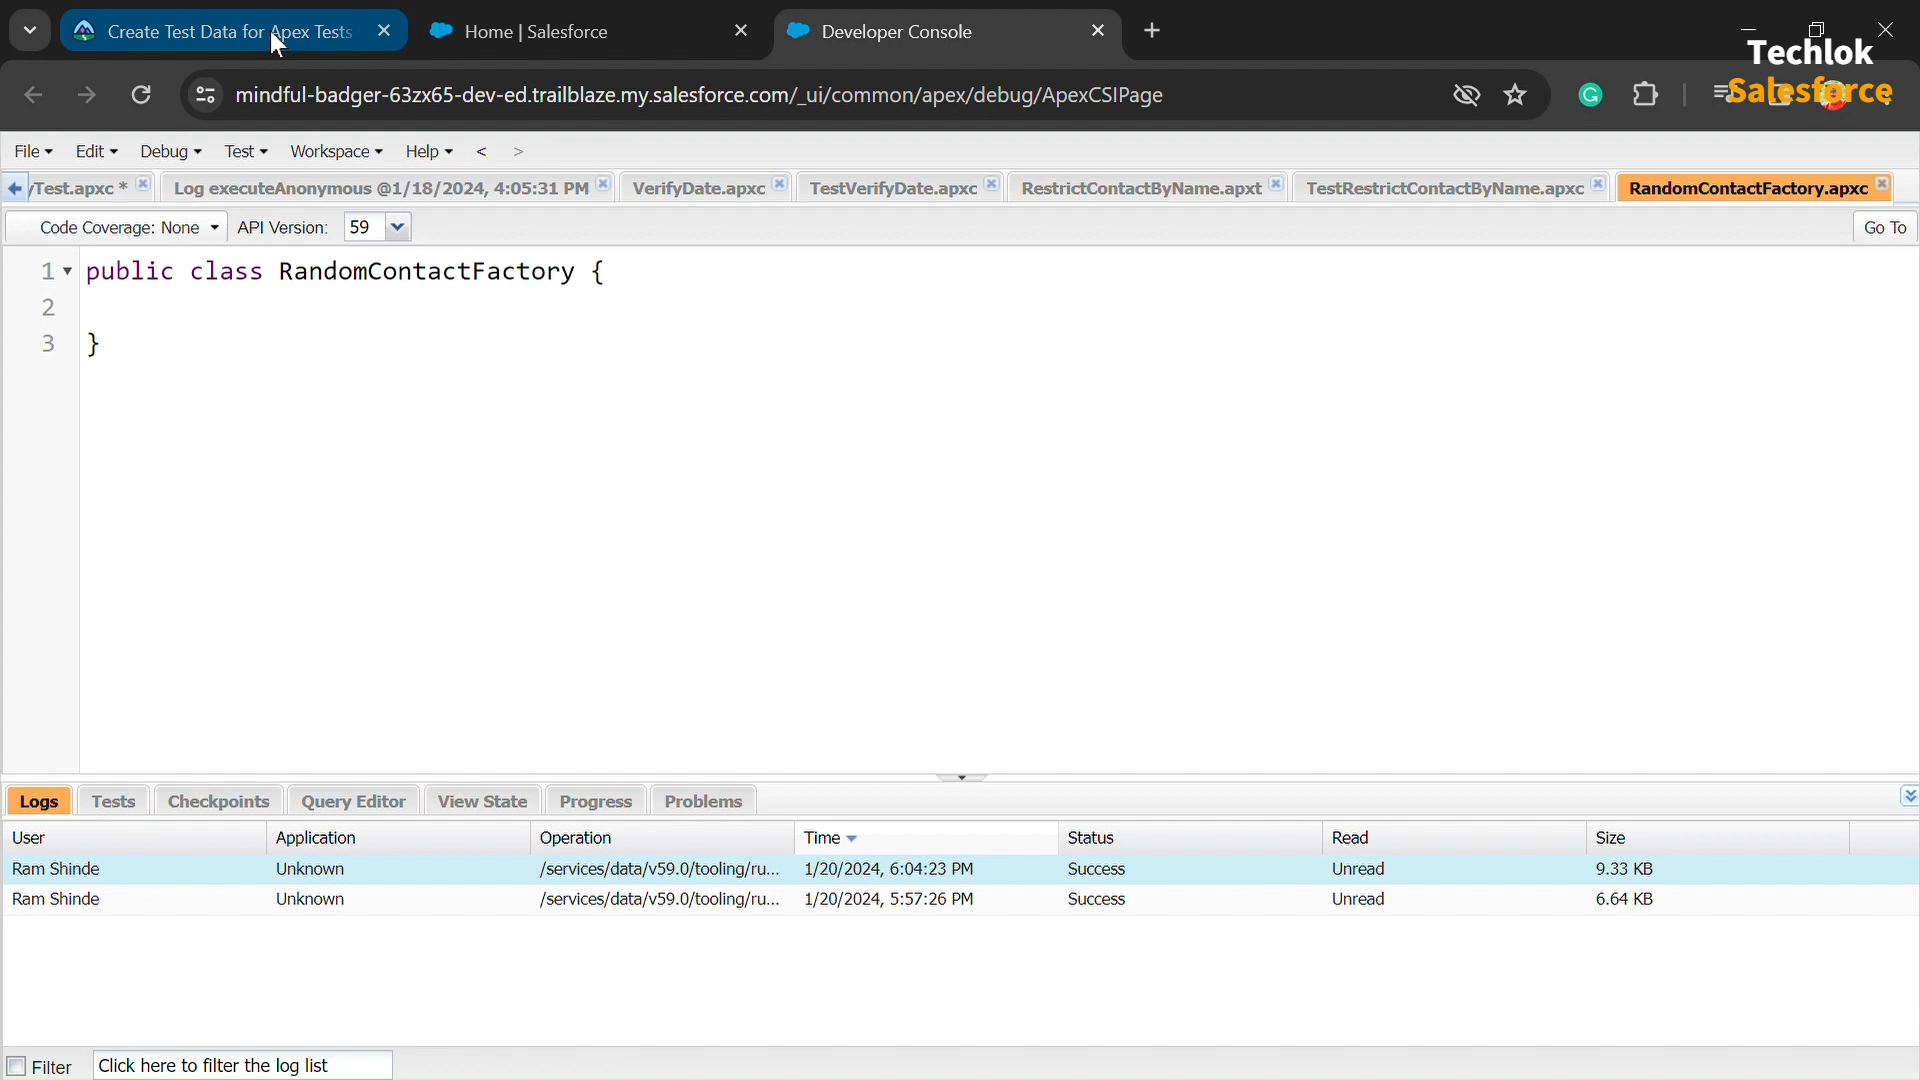 Create Test Data for Apex Tests
Home | Salesforce
Developer Console
Techlok
Salesforce
mindful-badger-63zx65-dev-ed.trailblaze.my.salesforce.com/_ui/common/apex/debug/ApexCSIPage
File Edit Debug Test Workspace Help < >
yTest.apxc * Log executeAnonymous @1/18/2024, 4:05:31 PM VerifyDate.apxc TestVerifyDate.apxc RestrictContactByName.apxt TestRestrictContactByName.apxc RandomContactFactory.apxc
Code Coverage: None API Version: 59 Go To
1 public class RandomContactFactory {
2
3 }
Logs Tests Checkpoints Query Editor View State Progress Problems
User Application Operation Time Status Read Size
Ram Shinde Unknown /services/data/v59.0/tooling/ru... 1/20/2024, 6:04:23 PM Success Unread 9.33 KB
Ram Shinde Unknown /services/data/v59.0/tooling/ru... 1/20/2024, 5:57:26 PM Success Unread 6.64 KB
Filter Click here to filter the log list